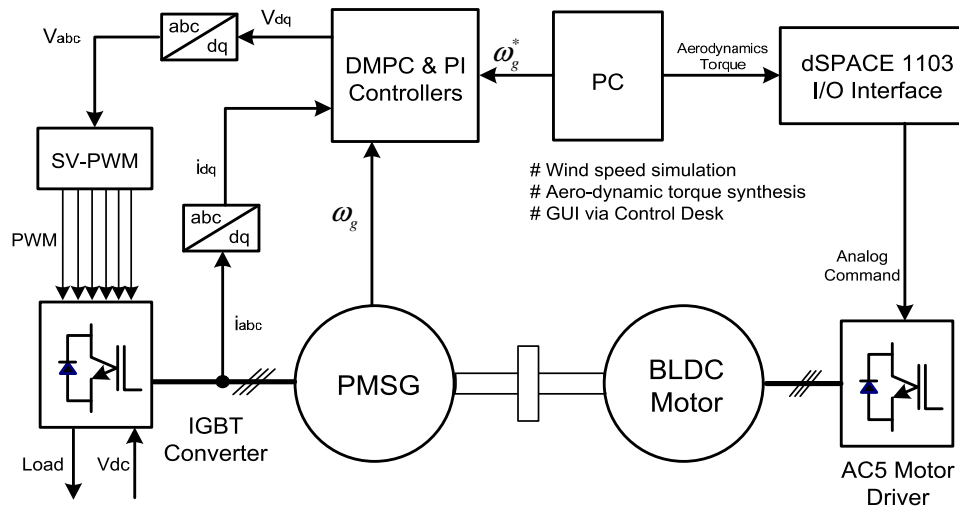 Vabc
abc
dq
Vdq
DMPC & PI
Controllers
ωg*
PC
Aerodynamics
Torque
dSPACE 1103
I/O Interface
SV-PWM
idq
abc
dq
ωg
# Wind speed simulation
# Aero-dynamic torque synthesis
# GUI via Control Desk
PWM
Analog
Command
iabc
PMSG
BLDC
Motor
IGBT
Converter
Load
Vdc
AC5 Motor
Driver